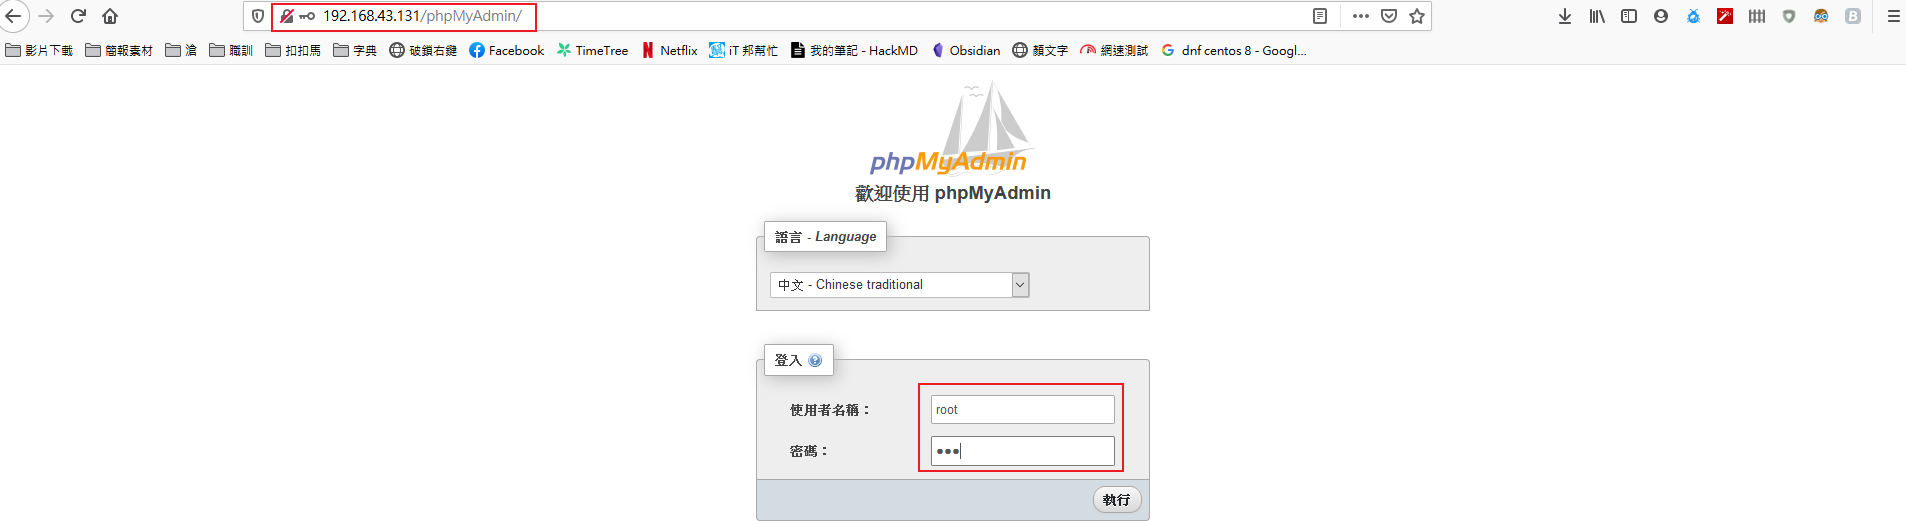 192.168.43.131/phpMyAdmin/
影片下載 簡報素材 滄 職訓 扣扣馬 字典 破鎖右鍵 Facebook TimeTree Netflix iT 邦幫忙 我的筆記 - HackMD Obsidian 顏文字 網速測試 dnf centos 8 - Googl...
phpMyAdmin
歡迎使用 phpMyAdmin
語言 - Language
中文 - Chinese traditional
登入
使用者名稱： root
密碼： •••
執行